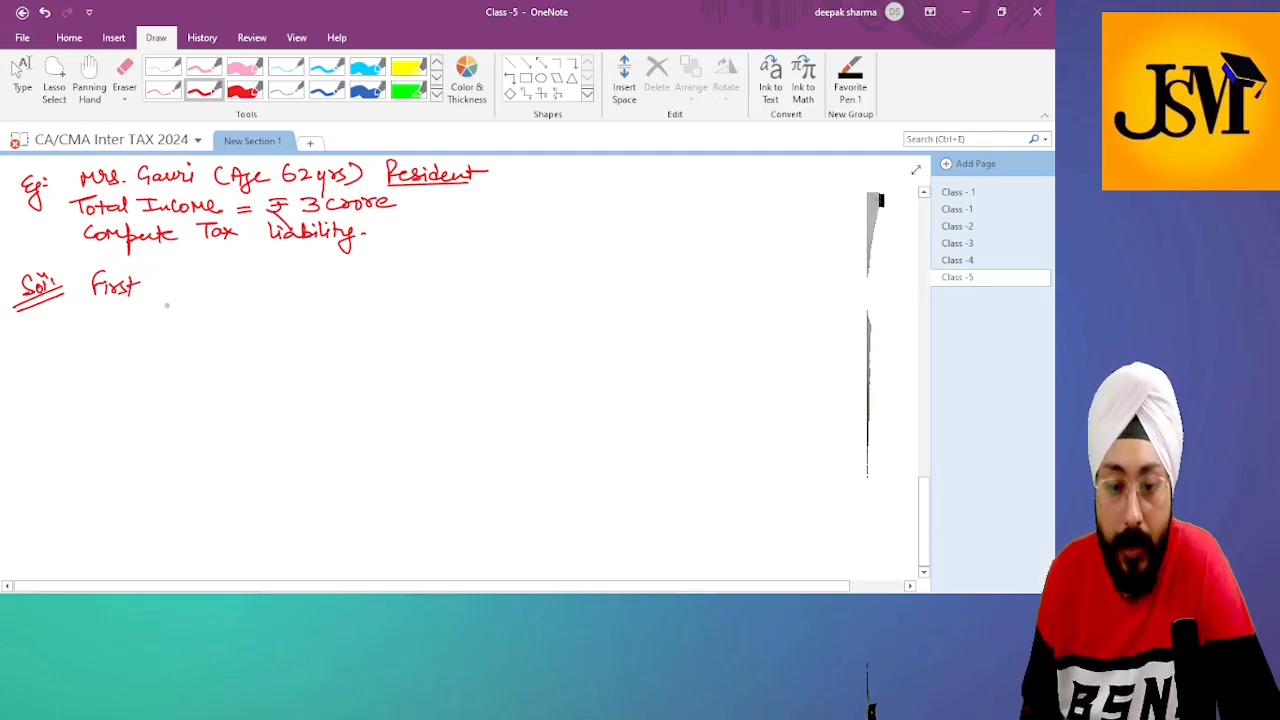 Class -5 - OneNote
deepak sharma DS
File Home Insert Draw History Review View Help
Type
Lasso Select
Panning Hand
Eraser
Color & Thickness
Insert Space
Delete
Arrange
Rotate
Ink to Text
Ink to Math
Favorite Pen 1
Tools
Shapes
Edit
Convert
New Group
CA/CMA Inter TAX 2024
New Section 1
Search (Ctrl+E)
Add Page
Class - 1
Class -1
Class -2
Class -3
Class -4
Class -5
Eg:- Mrs. Gauri (Age 62 yrs) Resident
Total Income = ₹ 3 crore
Compute Tax liability.
Solⁿ: First
JSM
BEN